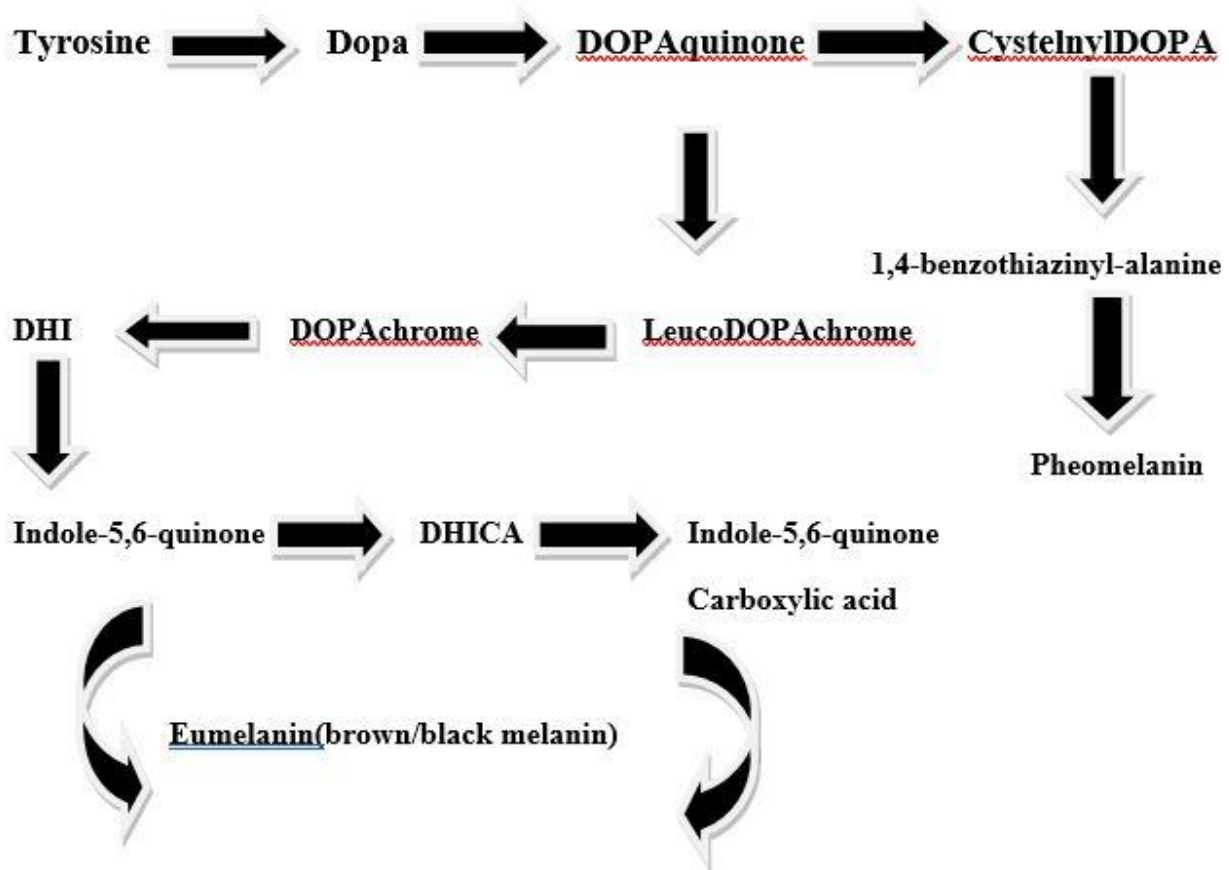 Tyrosine Dopa DOPAquinone CystelnylDOPA
1,4-benzothiazinyl-alanine
DHI DOPAchrome LeucoDOPAchrome
Pheomelanin
Indole-5,6-quinone DHICA Indole-5,6-quinone
Carboxylic acid
Eumelanin(brown/black melanin)